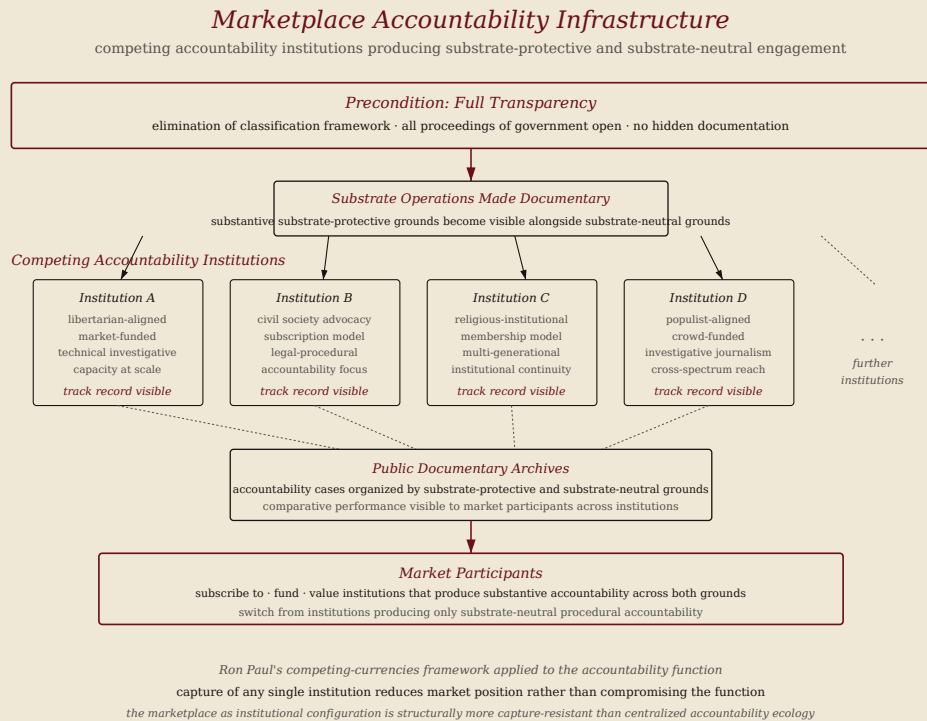 Marketplace Accountability Infrastructure
competing accountability institutions producing substrate-protective and substrate-neutral engagement
Precondition: Full Transparency
elimination of classification framework · all proceedings of government open · no hidden documentation
Substrate Operations Made Documentary
substantive substrate-protective grounds become visible alongside substrate-neutral grounds
Competing Accountability Institutions
Institution A
libertarian-aligned
market-funded
technical investigative
capacity at scale
track record visible
Institution B
civil society advocacy
subscription model
legal-procedural
accountability focus
track record visible
Institution C
religious-institutional
membership model
multi-generational
institutional continuity
track record visible
Institution D
populist-aligned
crowd-funded
investigative journalism
cross-spectrum reach
track record visible
. . .
further
institutions
Public Documentary Archives
accountability cases organized by substrate-protective and substrate-neutral grounds
comparative performance visible to market participants across institutions
Market Participants
subscribe to · fund · value institutions that produce substantive accountability across both grounds
switch from institutions producing only substrate-neutral procedural accountability
Ron Paul's competing-currencies framework applied to the accountability function
capture of any single institution reduces market position rather than compromising the function
the marketplace as institutional configuration is structurally more capture-resistant than centralized accountability ecology